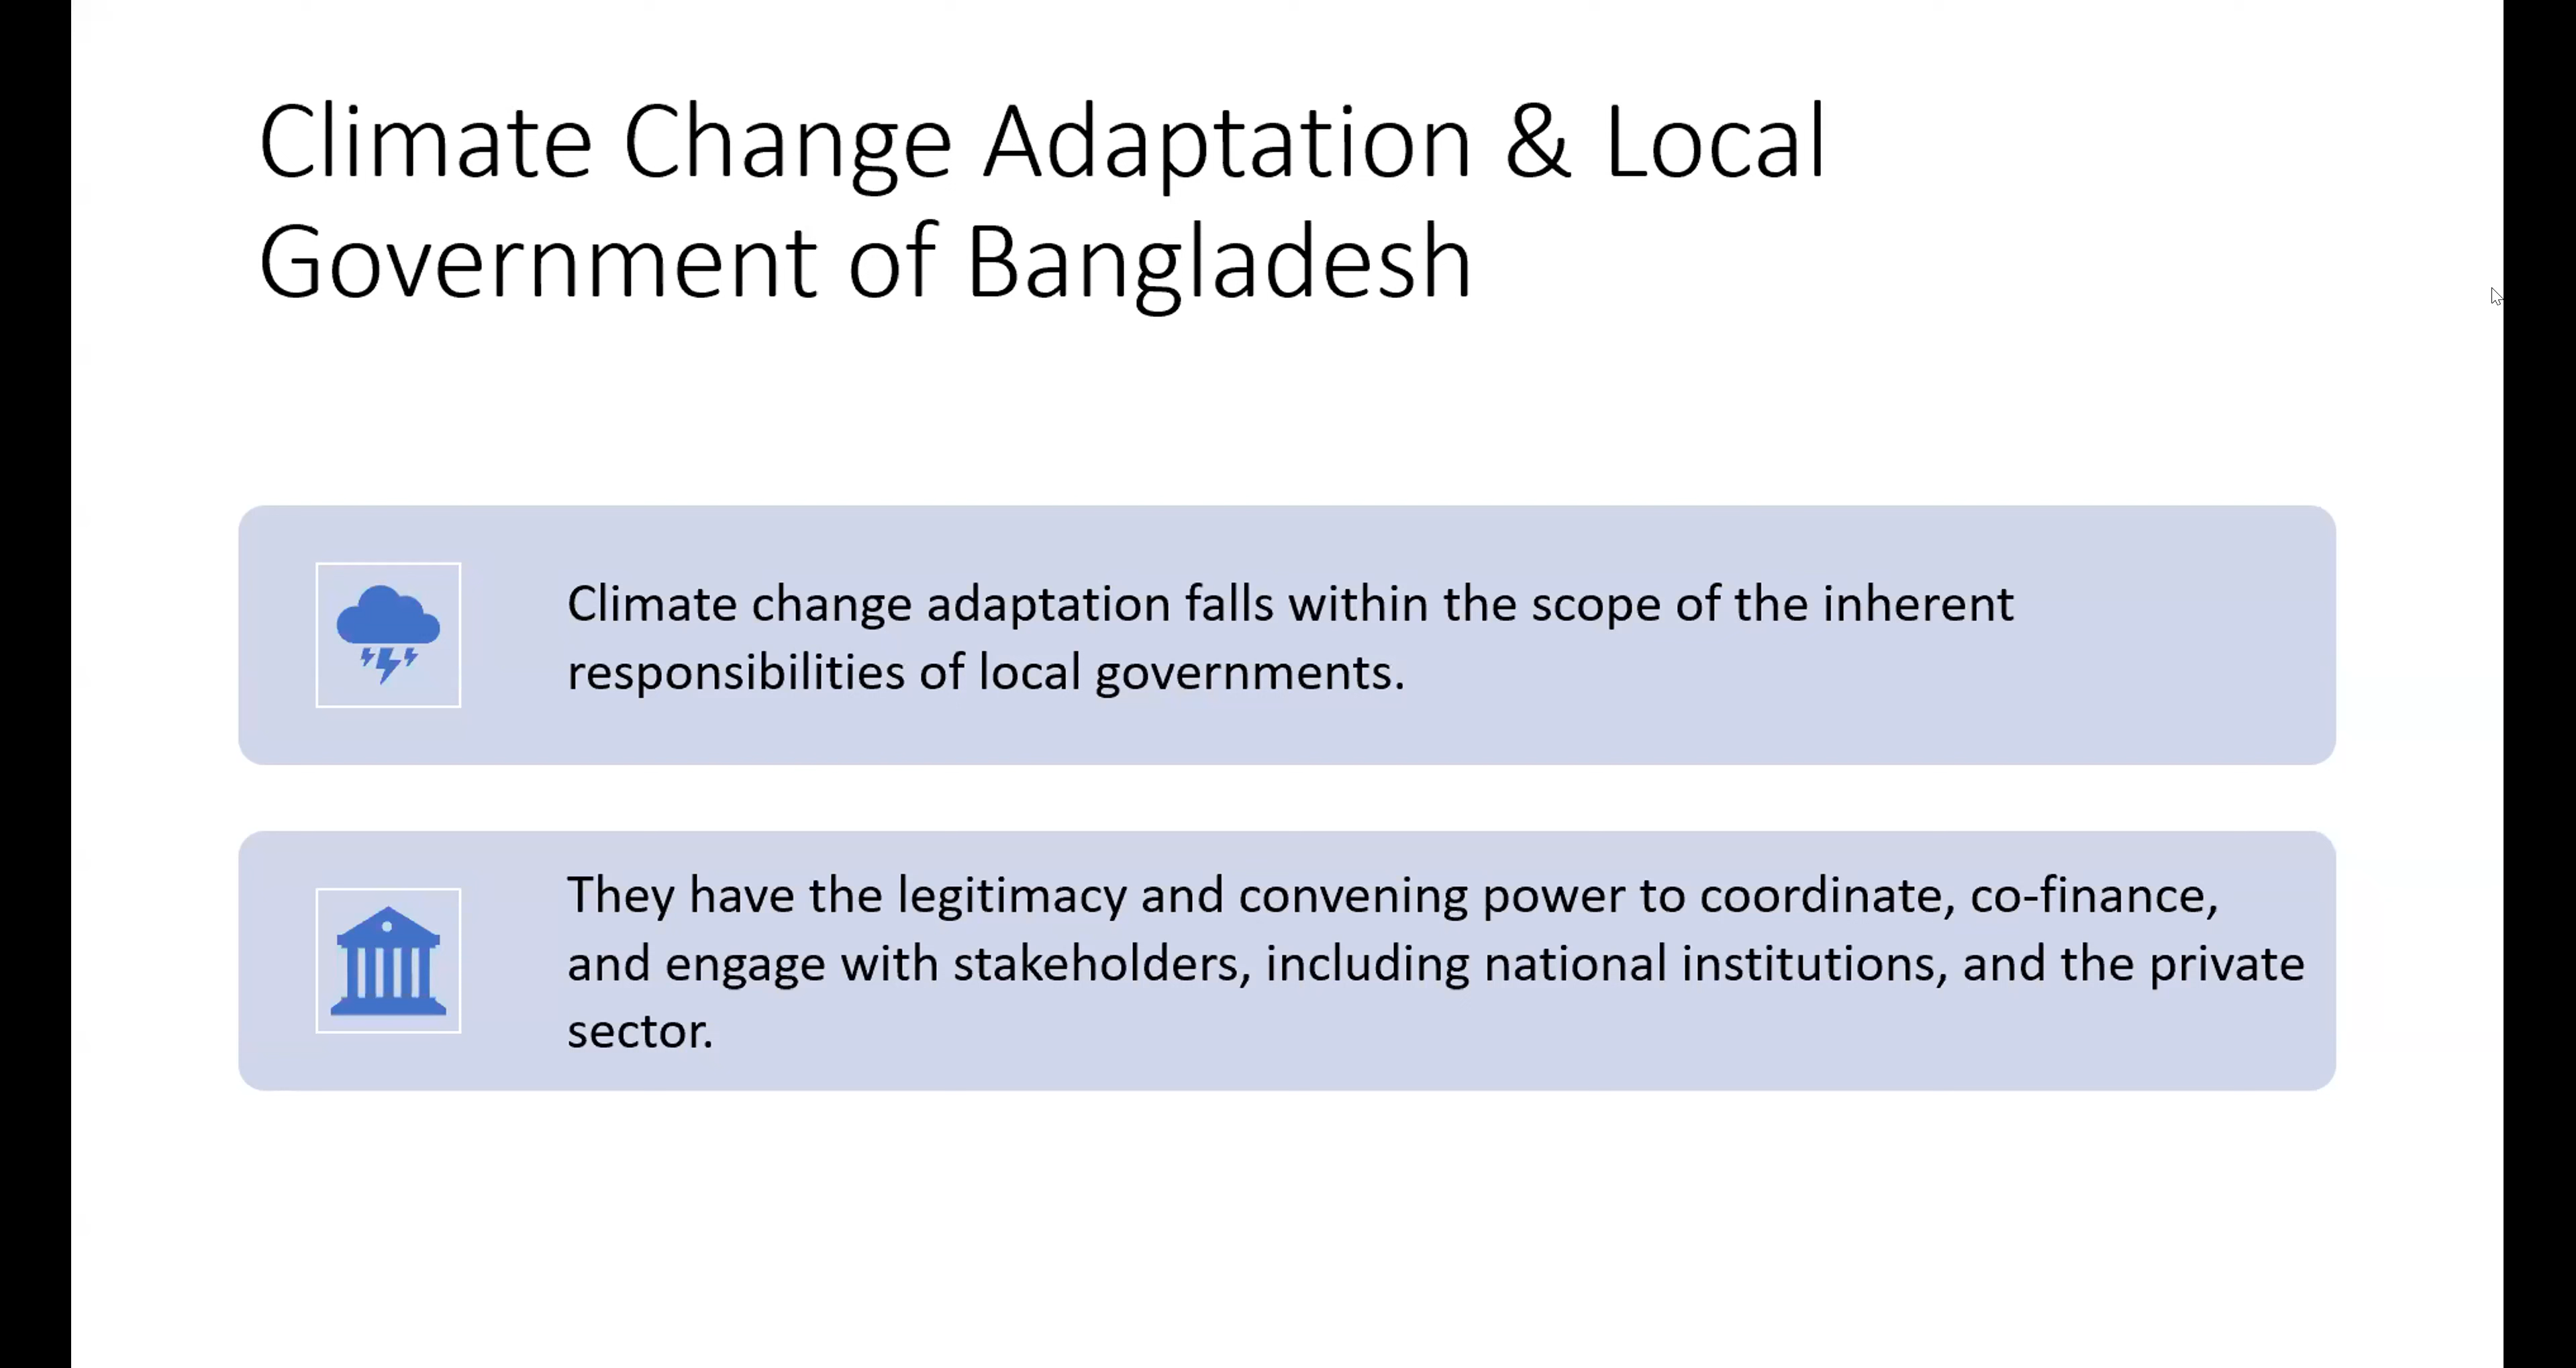 Climate Change Adaptation & Local
Government of Bangladesh
Climate change adaptation falls within the scope of the inherent
responsibilities of local governments.
They have the legitimacy and convening power to coordinate, co-finance,
and engage with stakeholders, including national institutions, and the private
sector.